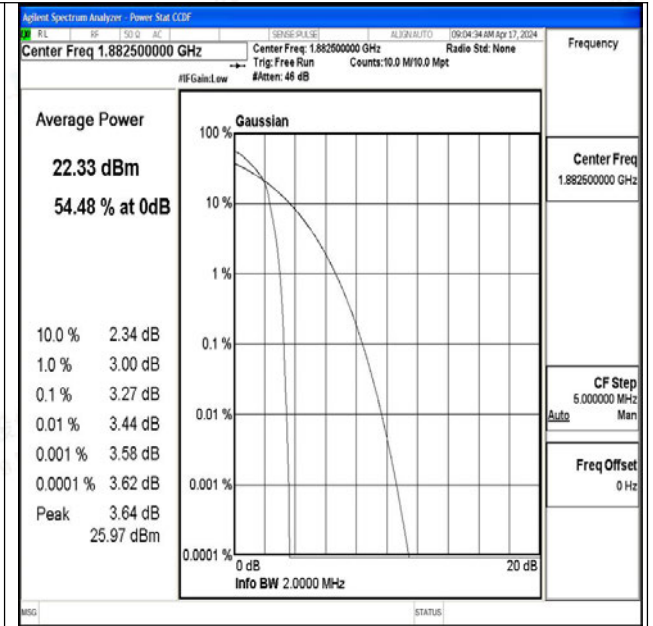 Agilent Spectrum Analyzer - Power Stat CCDF
RL RF 50 Ω AC SENSE:PULSE ALIGN AUTO 09:04:34 AM Apr 17, 2024
Center Freq 1.882500000 GHz
Center Freq: 1.882500000 GHz Radio Std: None
Trig: Free Run Counts:10.0 M/10.0 Mpt
#IFGain:Low #Atten: 46 dB
Frequency
Average Power
22.33 dBm
54.48 % at 0dB
10.0 % 2.34 dB
1.0 % 3.00 dB
0.1 % 3.27 dB
0.01 % 3.44 dB
0.001 % 3.58 dB
0.0001 % 3.62 dB
Peak 3.64 dB
25.97 dBm
Gaussian
100 %
10 %
1 %
0.1 %
0.01 %
0.001 %
0.0001 %
0 dB 20 dB
Info BW 2.0000 MHz
Center Freq
1.882500000 GHz
CF Step
5.000000 MHz
Auto Man
Freq Offset
0 Hz
MSG STATUS